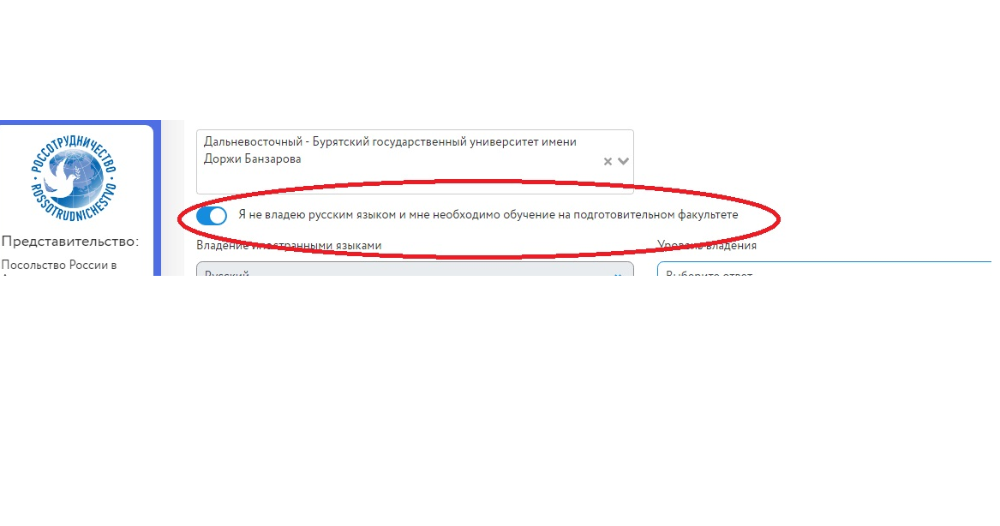 РОССОТРУДНИЧЕСТВО
ROSSOTRUDNICHESTVO
Представительство:
Посольство России в
Дальневосточный - Бурятский государственный университет имени
Доржи Банзарова
Я не владею русским языком и мне необходимо обучение на подготовительном факультете
Владение иностранными языками
Уровень владения
Русский
Выберите ответ